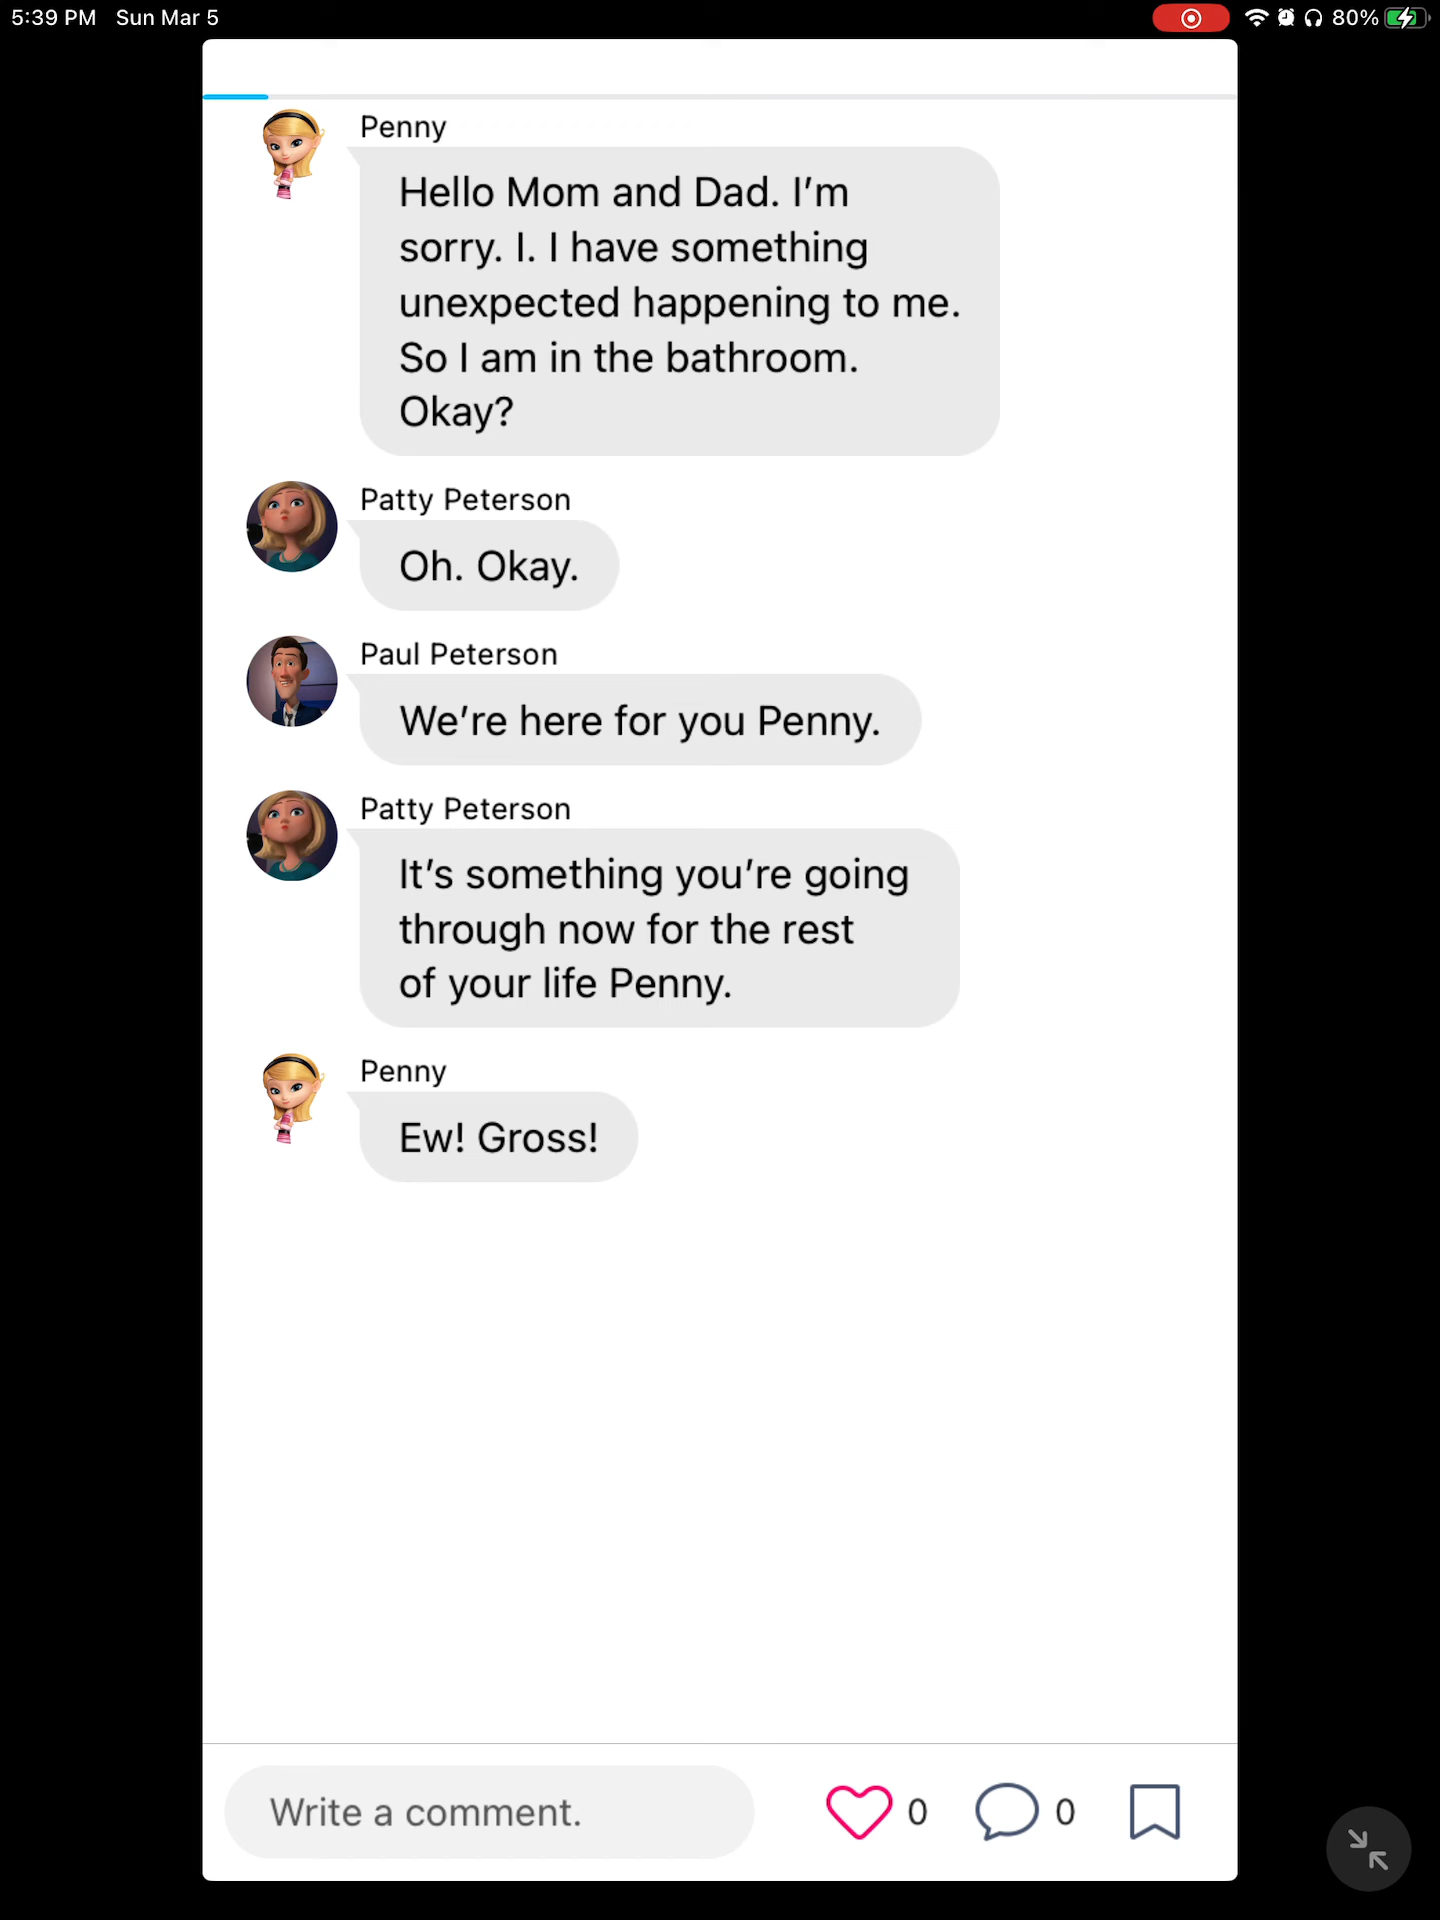 5:39 PM Sun Mar 5 80%
Penny
Hello Mom and Dad. I’m
sorry. I. I have something
unexpected happening to me.
So I am in the bathroom.
Okay?
Patty Peterson
Oh. Okay.
Paul Peterson
We’re here for you Penny.
Patty Peterson
It’s something you’re going
through now for the rest
of your life Penny.
Penny
Ew! Gross!
Write a comment. 0 0